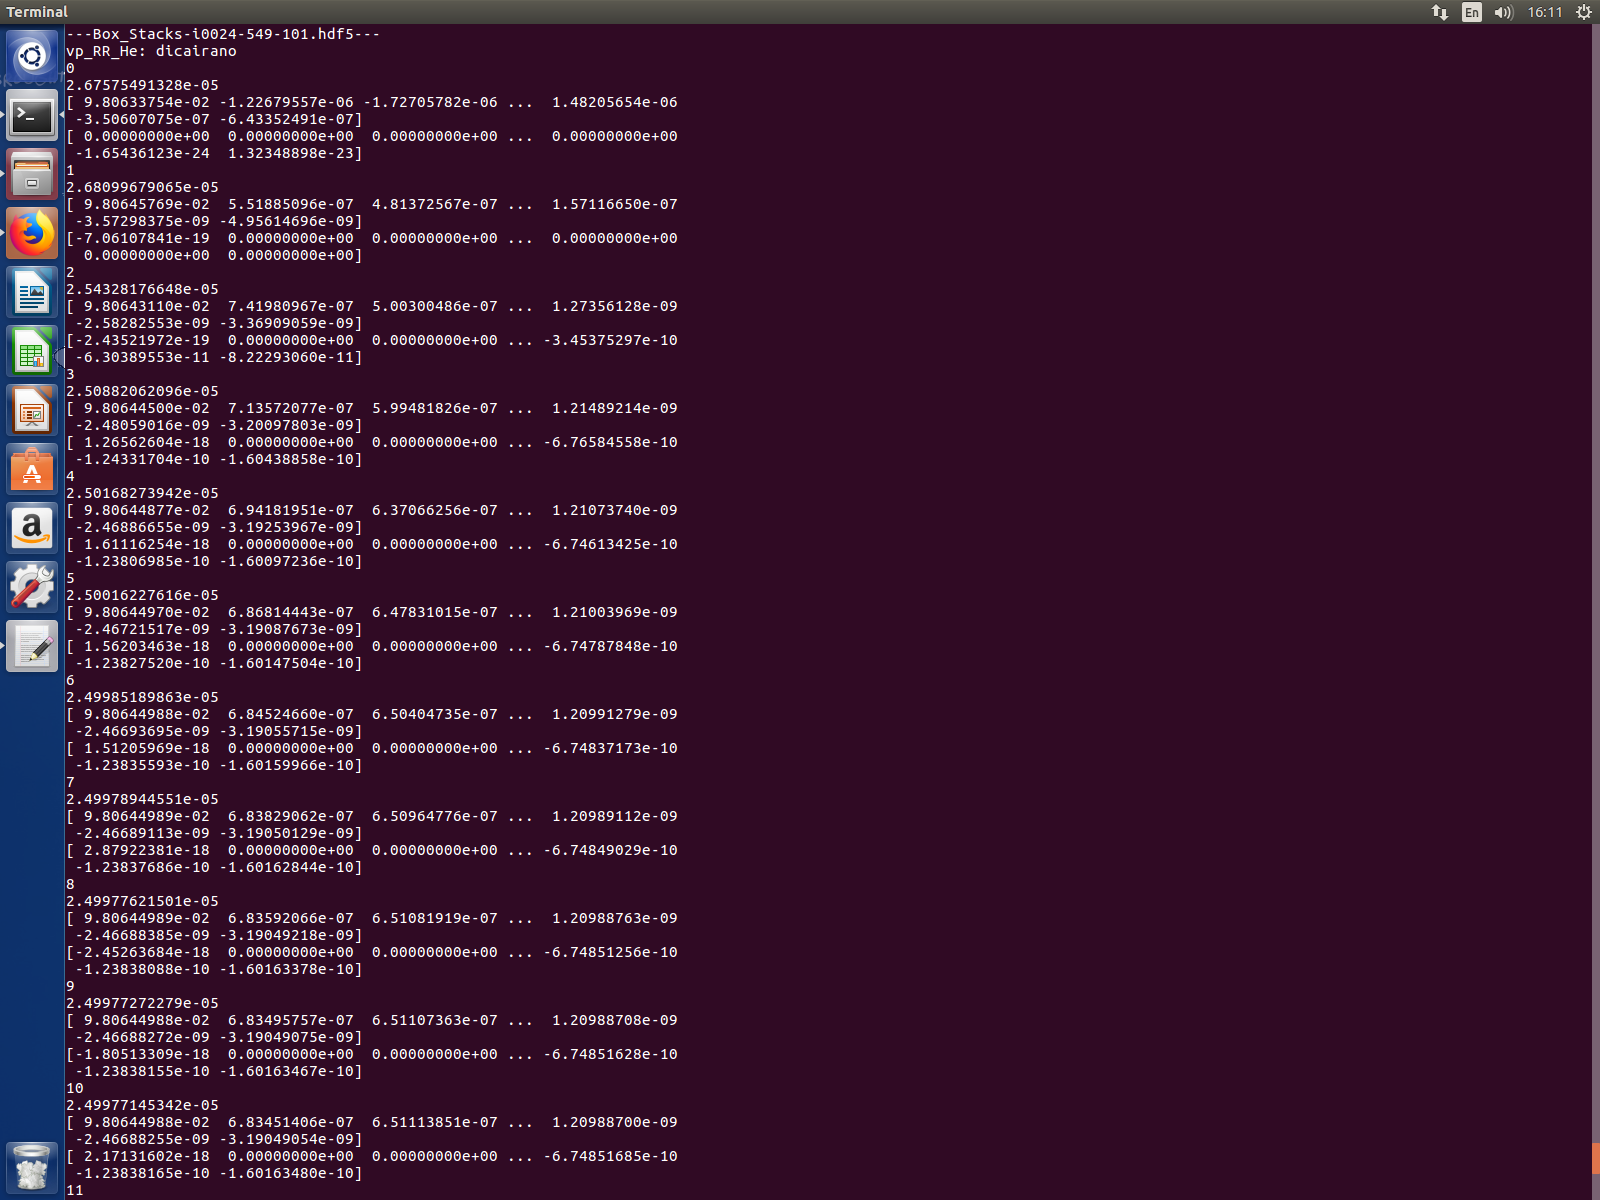 Terminal
En
16:11
---Box_Stacks-i0024-549-101.hdf5---
vp_RR_He: dicairano
0
2.67575491328e-05
[ 9.80633754e-02 -1.22679557e-06 -1.72705782e-06 ...  1.48205654e-06
 -3.50607075e-07 -6.43352491e-07]
[ 0.00000000e+00  0.00000000e+00  0.00000000e+00 ...  0.00000000e+00
 -1.65436123e-24  1.32348898e-23]
1
2.68099679065e-05
[ 9.80645769e-02  5.51885096e-07  4.81372567e-07 ...  1.57116650e-07
 -3.57298375e-09 -4.95614696e-09]
[-7.06107841e-19  0.00000000e+00  0.00000000e+00 ...  0.00000000e+00
  0.00000000e+00  0.00000000e+00]
2
2.54328176648e-05
[ 9.80643110e-02  7.41980967e-07  5.00300486e-07 ...  1.27356128e-09
 -2.58282553e-09 -3.36909059e-09]
[-2.43521972e-19  0.00000000e+00  0.00000000e+00 ... -3.45375297e-10
 -6.30389553e-11 -8.22293060e-11]
3
2.50882062096e-05
[ 9.80644500e-02  7.13572077e-07  5.99481826e-07 ...  1.21489214e-09
 -2.48059016e-09 -3.20097803e-09]
[ 1.26562604e-18  0.00000000e+00  0.00000000e+00 ... -6.76584558e-10
 -1.24331704e-10 -1.60438858e-10]
4
2.50168273942e-05
[ 9.80644877e-02  6.94181951e-07  6.37066256e-07 ...  1.21073740e-09
 -2.46886655e-09 -3.19253967e-09]
[ 1.61116254e-18  0.00000000e+00  0.00000000e+00 ... -6.74613425e-10
 -1.23806985e-10 -1.60097236e-10]
5
2.50016227616e-05
[ 9.80644970e-02  6.86814443e-07  6.47831015e-07 ...  1.21003969e-09
 -2.46721517e-09 -3.19087673e-09]
[ 1.56203463e-18  0.00000000e+00  0.00000000e+00 ... -6.74787848e-10
 -1.23827520e-10 -1.60147504e-10]
6
2.49985189863e-05
[ 9.80644988e-02  6.84524660e-07  6.50404735e-07 ...  1.20991279e-09
 -2.46693695e-09 -3.19055715e-09]
[ 1.51205969e-18  0.00000000e+00  0.00000000e+00 ... -6.74837173e-10
 -1.23835593e-10 -1.60159966e-10]
7
2.49978944551e-05
[ 9.80644989e-02  6.83829062e-07  6.50964776e-07 ...  1.20989112e-09
 -2.46689113e-09 -3.19050129e-09]
[ 2.87922381e-18  0.00000000e+00  0.00000000e+00 ... -6.74849029e-10
 -1.23837686e-10 -1.60162844e-10]
8
2.49977621501e-05
[ 9.80644989e-02  6.83592066e-07  6.51081919e-07 ...  1.20988763e-09
 -2.46688385e-09 -3.19049218e-09]
[-2.45263684e-18  0.00000000e+00  0.00000000e+00 ... -6.74851256e-10
 -1.23838088e-10 -1.60163378e-10]
9
2.49977272279e-05
[ 9.80644988e-02  6.83495757e-07  6.51107363e-07 ...  1.20988708e-09
 -2.46688272e-09 -3.19049075e-09]
[-1.80513309e-18  0.00000000e+00  0.00000000e+00 ... -6.74851628e-10
 -1.23838155e-10 -1.60163467e-10]
10
2.49977145342e-05
[ 9.80644988e-02  6.83451406e-07  6.51113851e-07 ...  1.20988700e-09
 -2.46688255e-09 -3.19049054e-09]
[ 2.17131602e-18  0.00000000e+00  0.00000000e+00 ... -6.74851685e-10
 -1.23838165e-10 -1.60163480e-10]
11